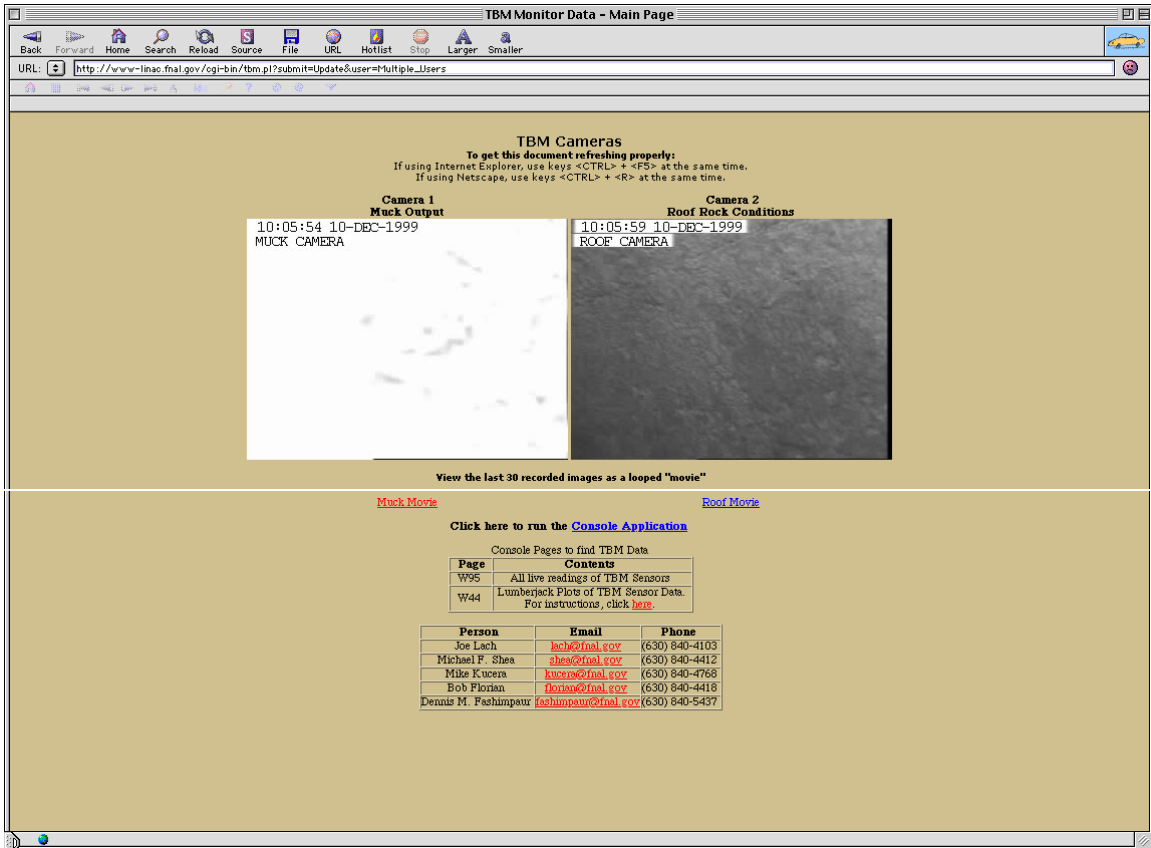 TBM Monitor Data - Main Page
Back Forward Home Search Reload Source File URL Hotlist Stop Larger Smaller
URL: http://www-linac.fnal.gov/cgi-bin/tbm.pl?submit=Update&user=Multiple_Users
TBM Cameras
To get this document refreshing properly:
If using Internet Explorer, use keys <CTRL> + <F5> at the same time.
If using Netscape, use keys <CTRL> + <R> at the same time.
Camera 1
Muck Output
Camera 2
Roof Rock Conditions
10:05:54 10-DEC-1999
MUCK CAMERA
10:05:59 10-DEC-1999
ROOF CAMERA
View the last 30 recorded images as a looped "movie"
Muck Movie Roof Movie
Click here to run the Console Application
Console Pages to find TBM Data
Page Contents
W95 All live readings of TBM Sensors
W44 Lumberjack Plots of TBM Sensor Data.
For instructions, click here.
Person Email Phone
Joe Lach lach@fnal.gov (630) 840-4103
Michael F. Shea shea@fnal.gov (630) 840-4412
Mike Kucera kucera@fnal.gov (630) 840-4768
Bob Florian florian@fnal.gov (630) 840-4418
Dennis M. Fashimpaur fashimpaur@fnal.gov (630) 840-5437